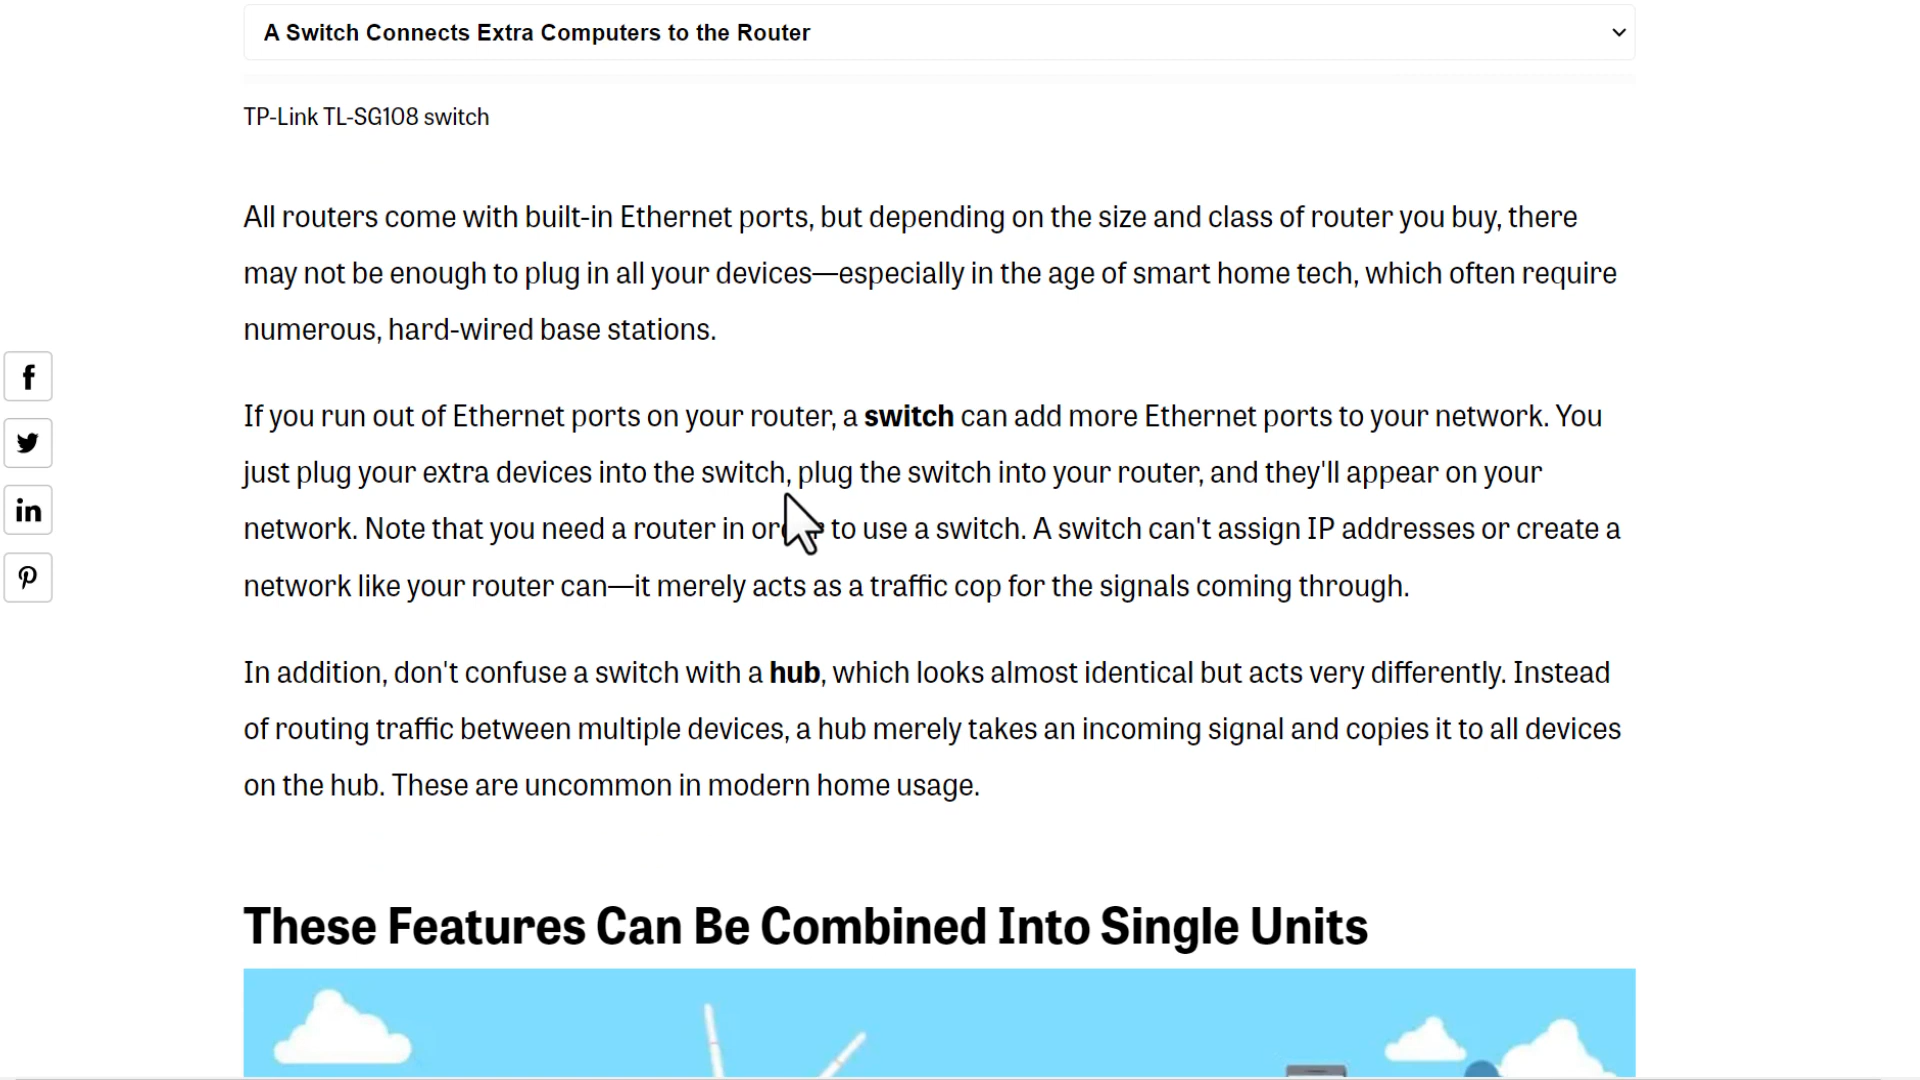 A Switch Connects Extra Computers to the Router
TP-Link TL-SG108 switch
All routers come with built-in Ethernet ports, but depending on the size and class of router you buy, there
may not be enough to plug in all your devices—especially in the age of smart home tech, which often require
numerous, hard-wired base stations.
If you run out of Ethernet ports on your router, a switch can add more Ethernet ports to your network. You
just plug your extra devices into the switch, plug the switch into your router, and they'll appear on your
network. Note that you need a router in order to use a switch. A switch can't assign IP addresses or create a
network like your router can—it merely acts as a traffic cop for the signals coming through.
In addition, don't confuse a switch with a hub, which looks almost identical but acts very differently. Instead
of routing traffic between multiple devices, a hub merely takes an incoming signal and copies it to all devices
on the hub. These are uncommon in modern home usage.
These Features Can Be Combined Into Single Units